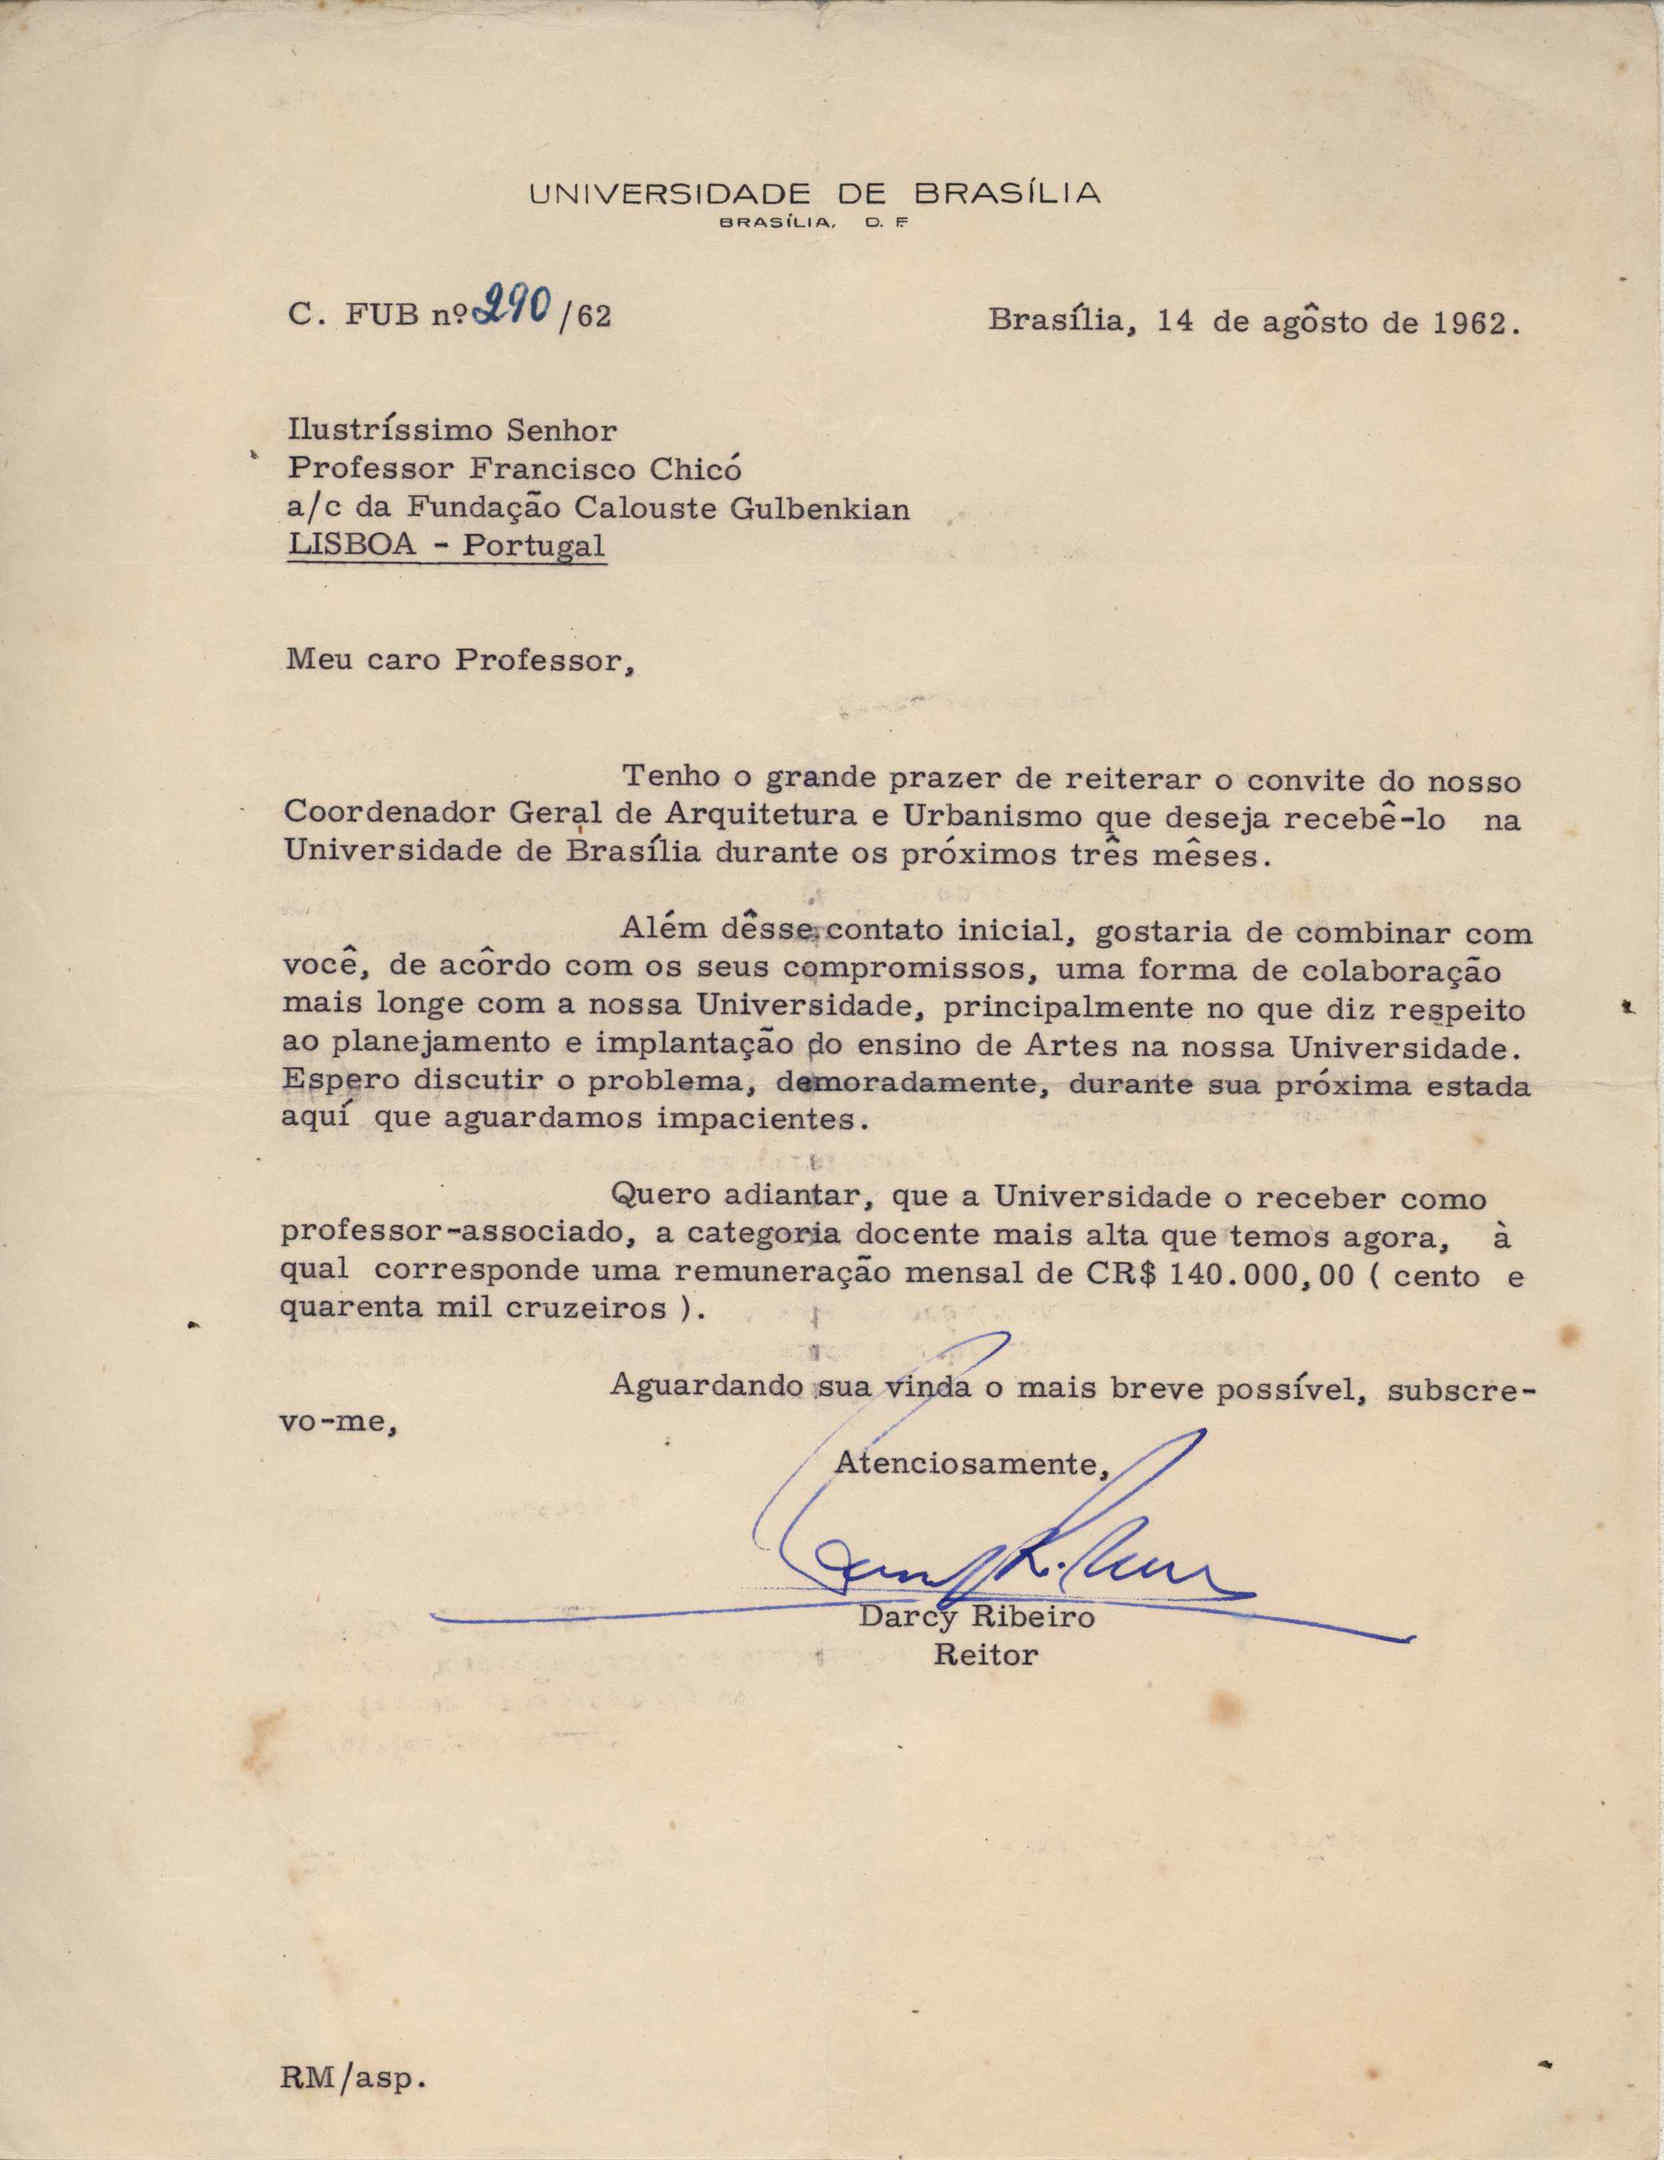 UNIVERSIDADE DE BRASÍLIA
BRASÍLIA, D. F.
C. FUB nº 290/62
Brasília, 14 de agôsto de 1962.
Ilustríssimo Senhor
Professor Francisco Chicó
a/c da Fundação Calouste Gulbenkian
LISBOA - Portugal
Meu caro Professor,
Tenho o grande prazer de reiterar o convite do nosso
Coordenador Geral de Arquitetura e Urbanismo que deseja recebê-lo na
Universidade de Brasília durante os próximos três mêses.
Além dêsse contato inicial, gostaria de combinar com
você, de acôrdo com os seus compromissos, uma forma de colaboração
mais longe com a nossa Universidade, principalmente no que diz respeito
ao planejamento e implantação do ensino de Artes na nossa Universidade.
Espero discutir o problema, demoradamente, durante sua próxima estada
aquí que aguardamos impacientes.
Quero adiantar, que a Universidade o receber como
professor-associado, a categoria docente mais alta que temos agora, à
qual corresponde uma remuneração mensal de CR$ 140.000,00 ( cento e
quarenta mil cruzeiros ).
Aguardando sua vinda o mais breve possível, subscre-
vo-me,
Atenciosamente,
Darcy Ribeiro
Reitor
RM/asp.